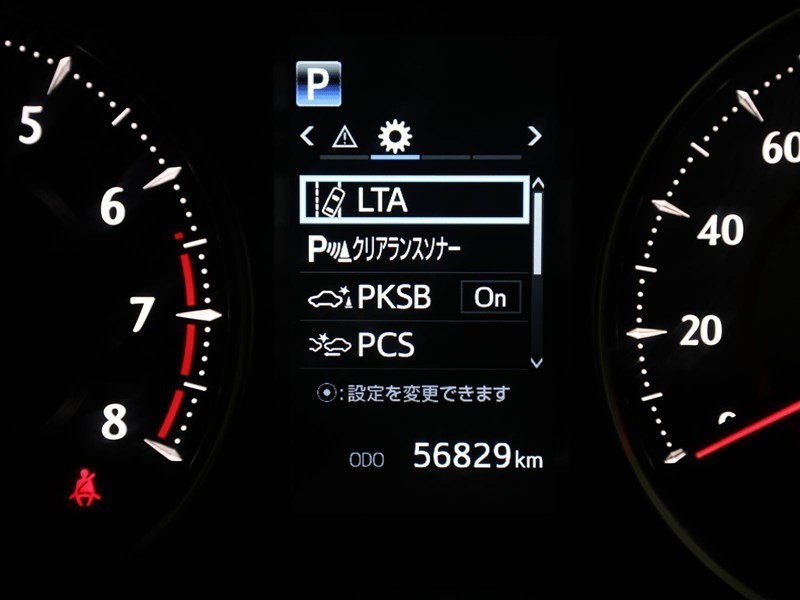 P
LTA
Pクリアランスソナー
PKSB On
PCS
:設定を変更できます
ODO 56829km
5
6
7
8
60
40
20